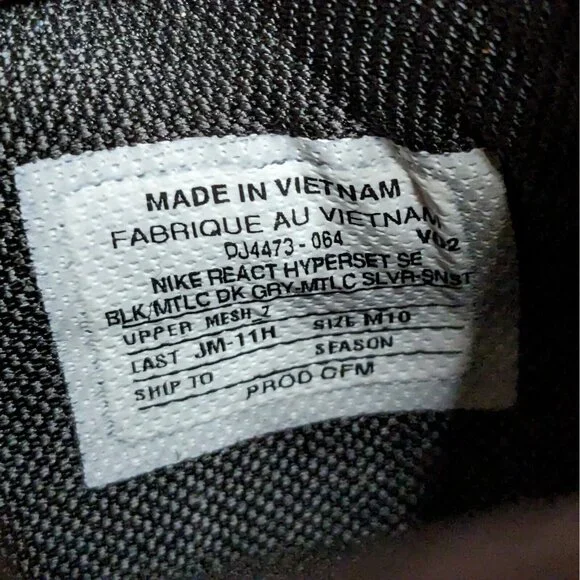 MADE IN VIETNAM
FABRIQUE AU VIETNAM
DJ4473-064 V02
NIKE REACT HYPERSET SE
BLK/MTLC DK GRY-MTLC SLVR-SNST
UPPER MESH 2 SIZE M10
LAST JM-11H SEASON
SHIP TO PROD CFM